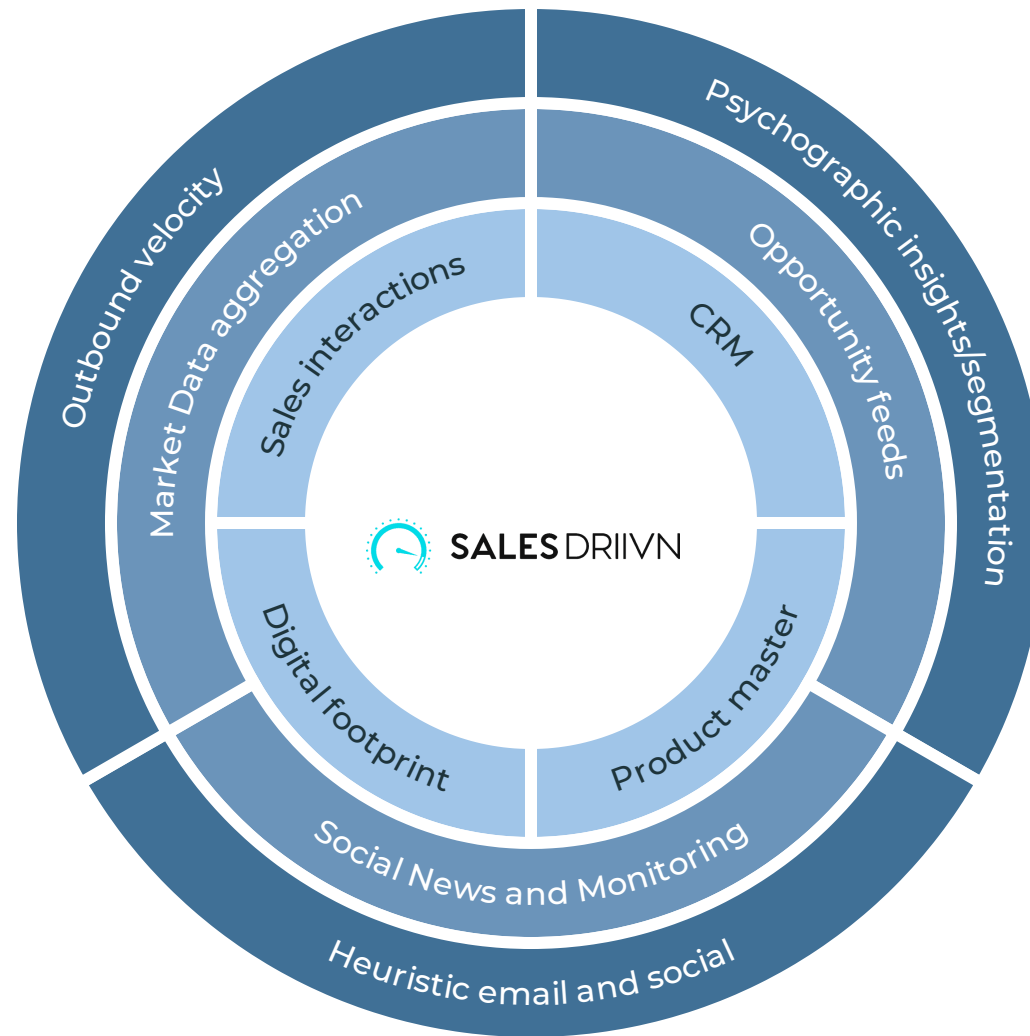 Outbound velocity
Psychographic insights/segmentation
Heuristic email and social
Market Data aggregation
Opportunity feeds
Social News and Monitoring
Sales interactions
CRM
Digital footprint
Product master
SALES DRIIVN